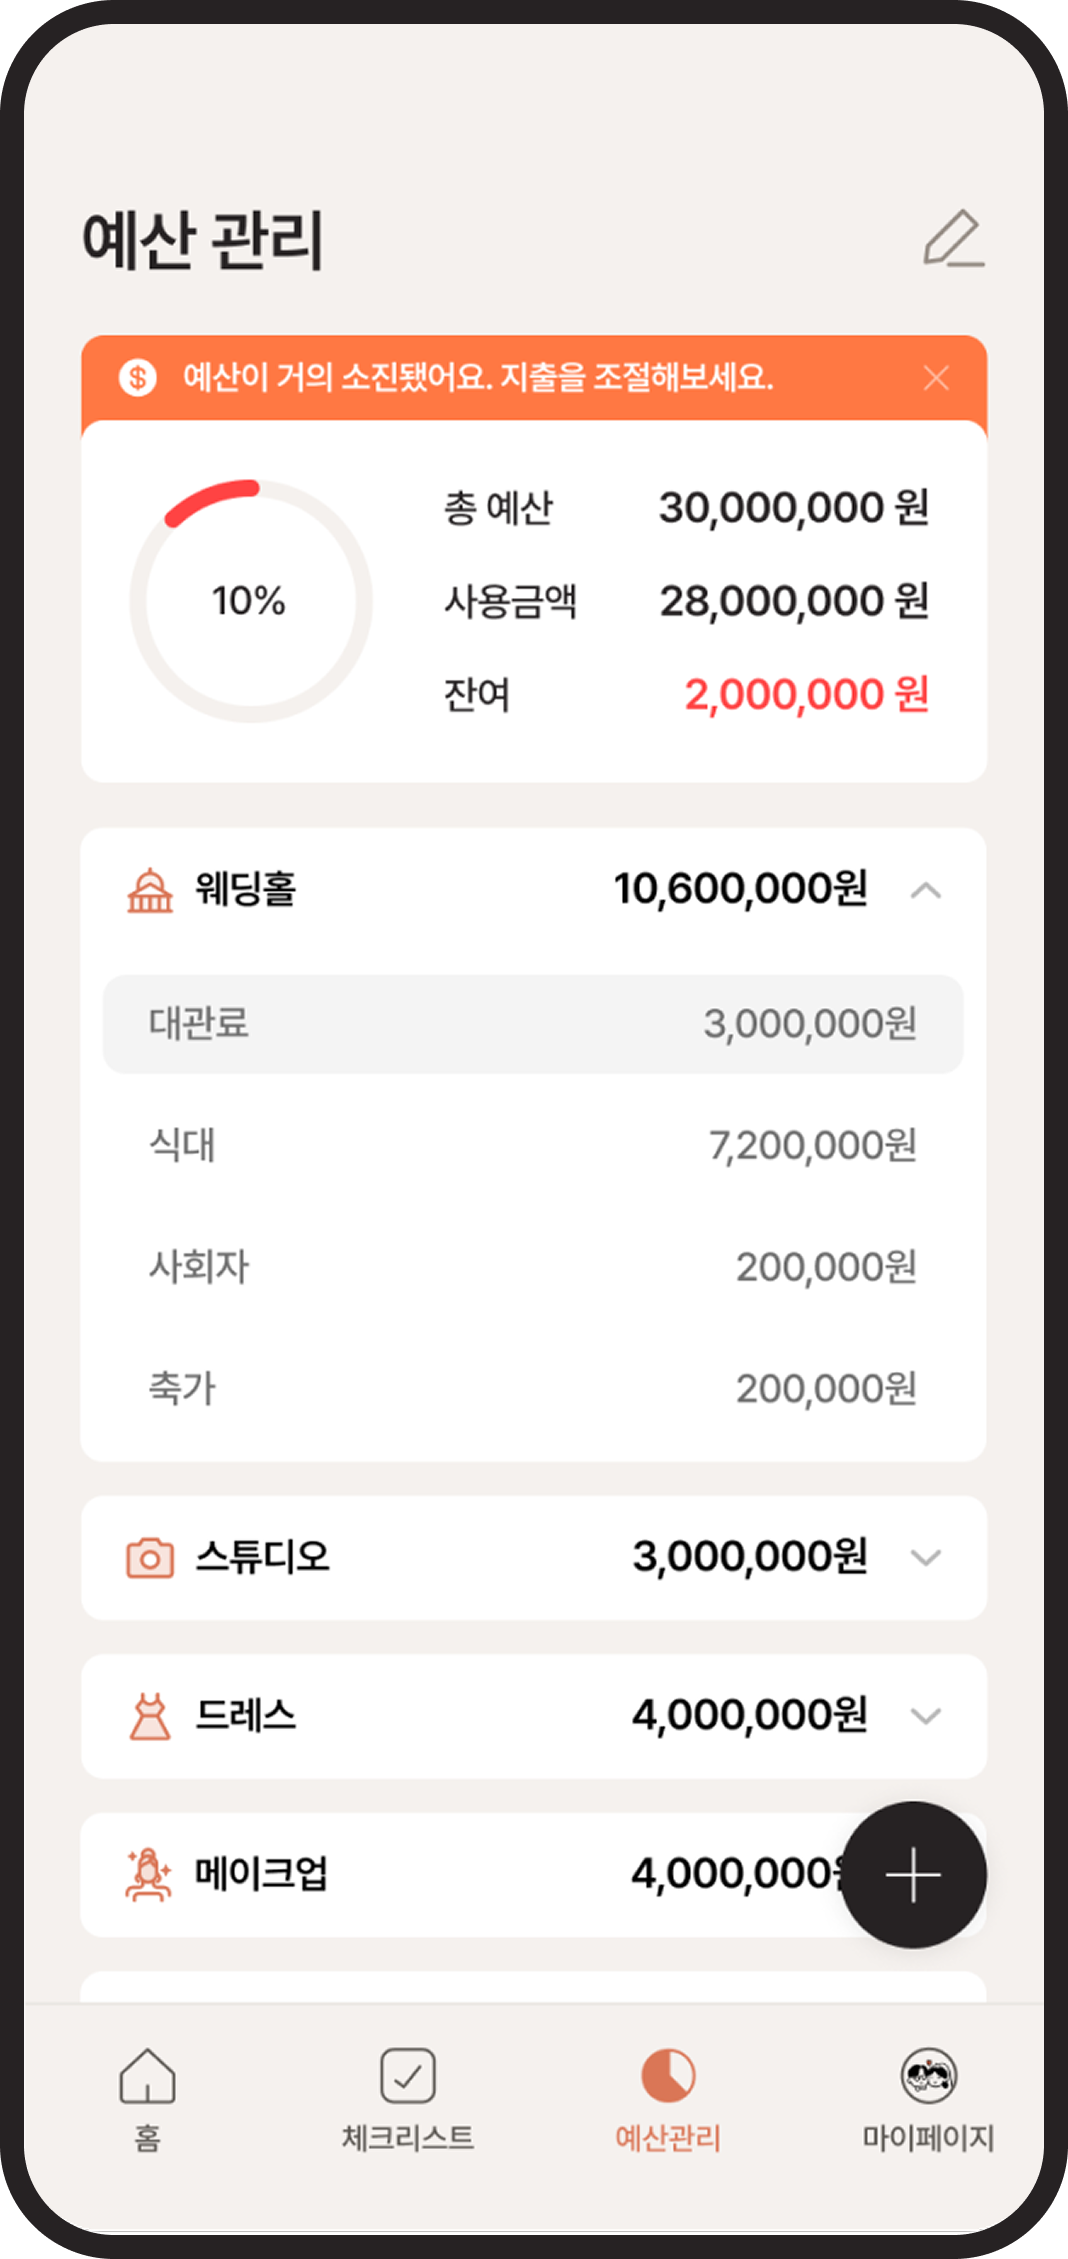 예산 관리
예산이 거의 소진됐어요. 지출을 조절해보세요.
10%
총 예산 30,000,000 원
사용금액 28,000,000 원
잔여 2,000,000 원
웨딩홀 10,600,000원
대관료 3,000,000원
식대 7,200,000원
사회자 200,000원
축가 200,000원
스튜디오 3,000,000원
드레스 4,000,000원
메이크업 4,000,000
홈 체크리스트 예산관리 마이페이지